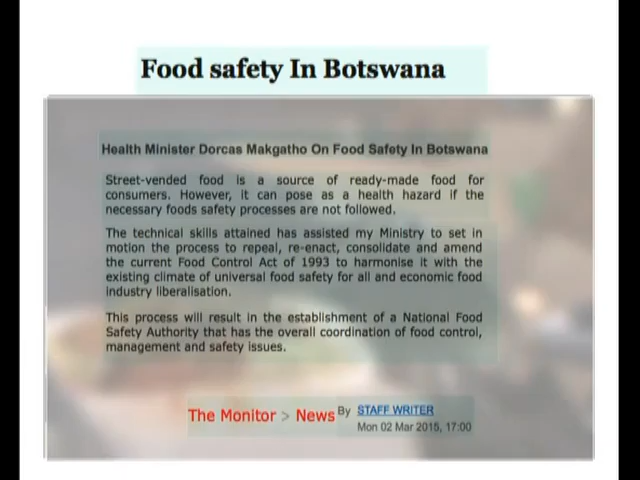 Food safety In Botswana
Health Minister Dorcas Makgatho On Food Safety In Botswana
Street-vended food is a source of ready-made food for
consumers. However, it can pose as a health hazard if the
necessary foods safety processes are not followed.
The technical skills attained has assisted my Ministry to set in
motion the process to repeal, re-enact, consolidate and amend
the current Food Control Act of 1993 to harmonise it with the
existing climate of universal food safety for all and economic food
industry liberalisation.
This process will result in the establishment of a National Food
Safety Authority that has the overall coordination of food control,
management and safety issues.
The Monitor > News By STAFF WRITER
Mon 02 Mar 2015, 17:00